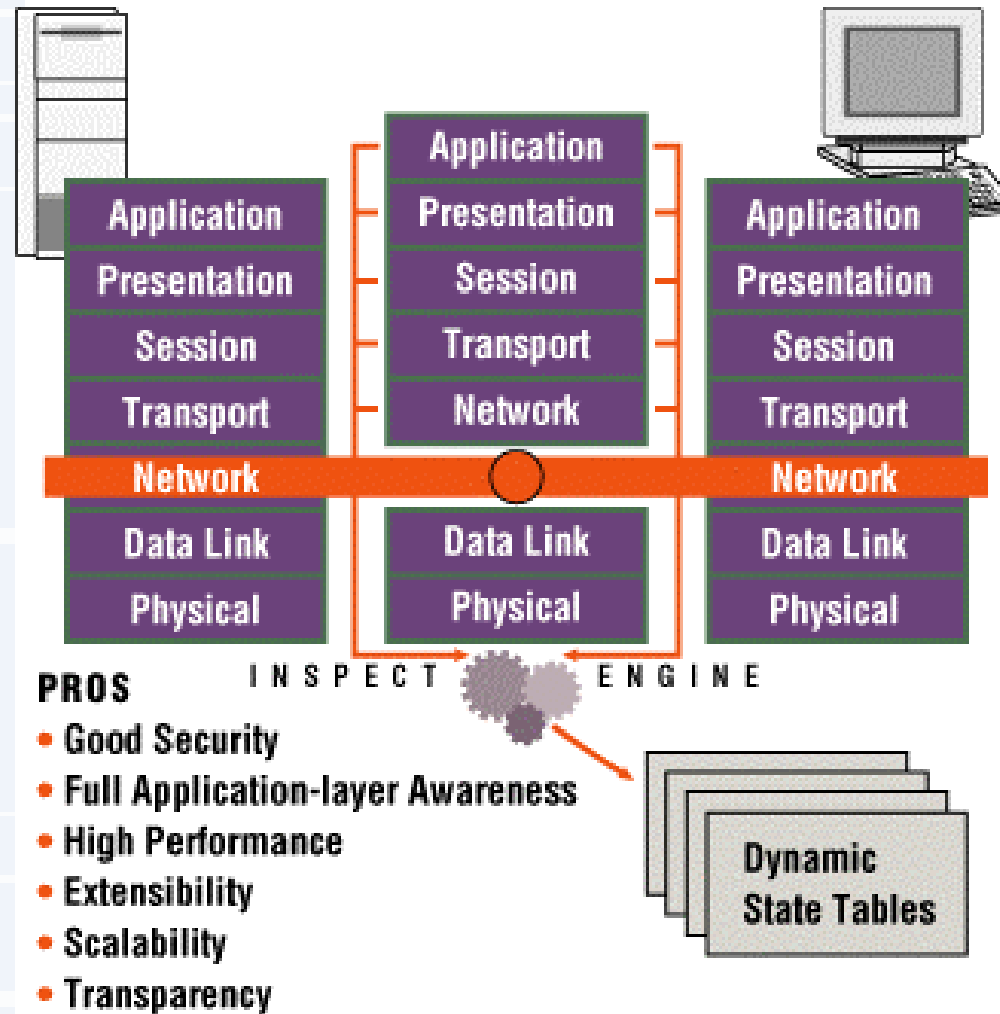 Application
Presentation
Session
Transport
Network
Data Link
Physical
Application
Presentation
Session
Transport
Network
Data Link
Physical
Application
Presentation
Session
Transport
Network
Data Link
Physical
INSPECT ENGINE
PROS
• Good Security
• Full Application-layer Awareness
• High Performance
• Extensibility
• Scalability
• Transparency
Dynamic
State Tables